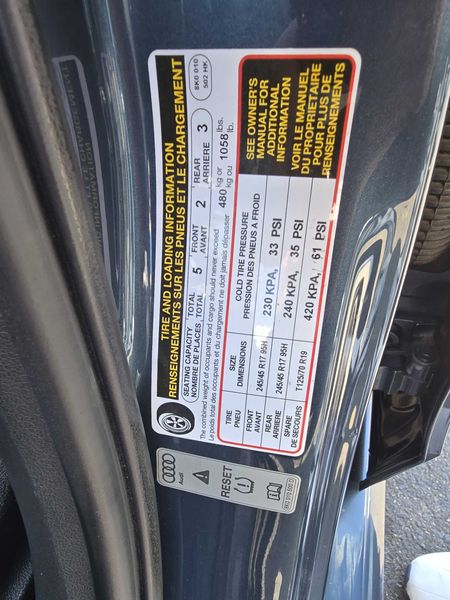 TIRE AND LOADING INFORMATION
RENSEIGNEMENTS SUR LES PNEUS ET LE CHARGEMENT
8K0 010
502 HK
SEATING CAPACITY TOTAL 5 FRONT 2 REAR 3
NOMBRE DE PLACES, TOTAL AVANT ARRIERE
The combined weight of occupants and cargo should never exceed 480 kg or 1058 lbs.
Le poids total des occupants et du chargement ne doit jamais dépasser kg ou lb.
TIRE SIZE COLD TIRE PRESSURE
PNEU DIMENSIONS PRESSION DES PNEUS A FROID
FRONT 245/45 R17 95H 230 KPA, 33 PSI
AVANT
REAR 245/45 R17 95H 240 KPA, 35 PSI
ARRIERE
SPARE T125/70 R19 420 KPA, 61 PSI
DE SECOURS
SEE OWNER'S
MANUAL FOR
ADDITIONAL
INFORMATION
VOIR LE MANUEL
DU PROPRIETAIRE
POUR PLUS DE
RENSEIGNEMENTS
Audi
RESET